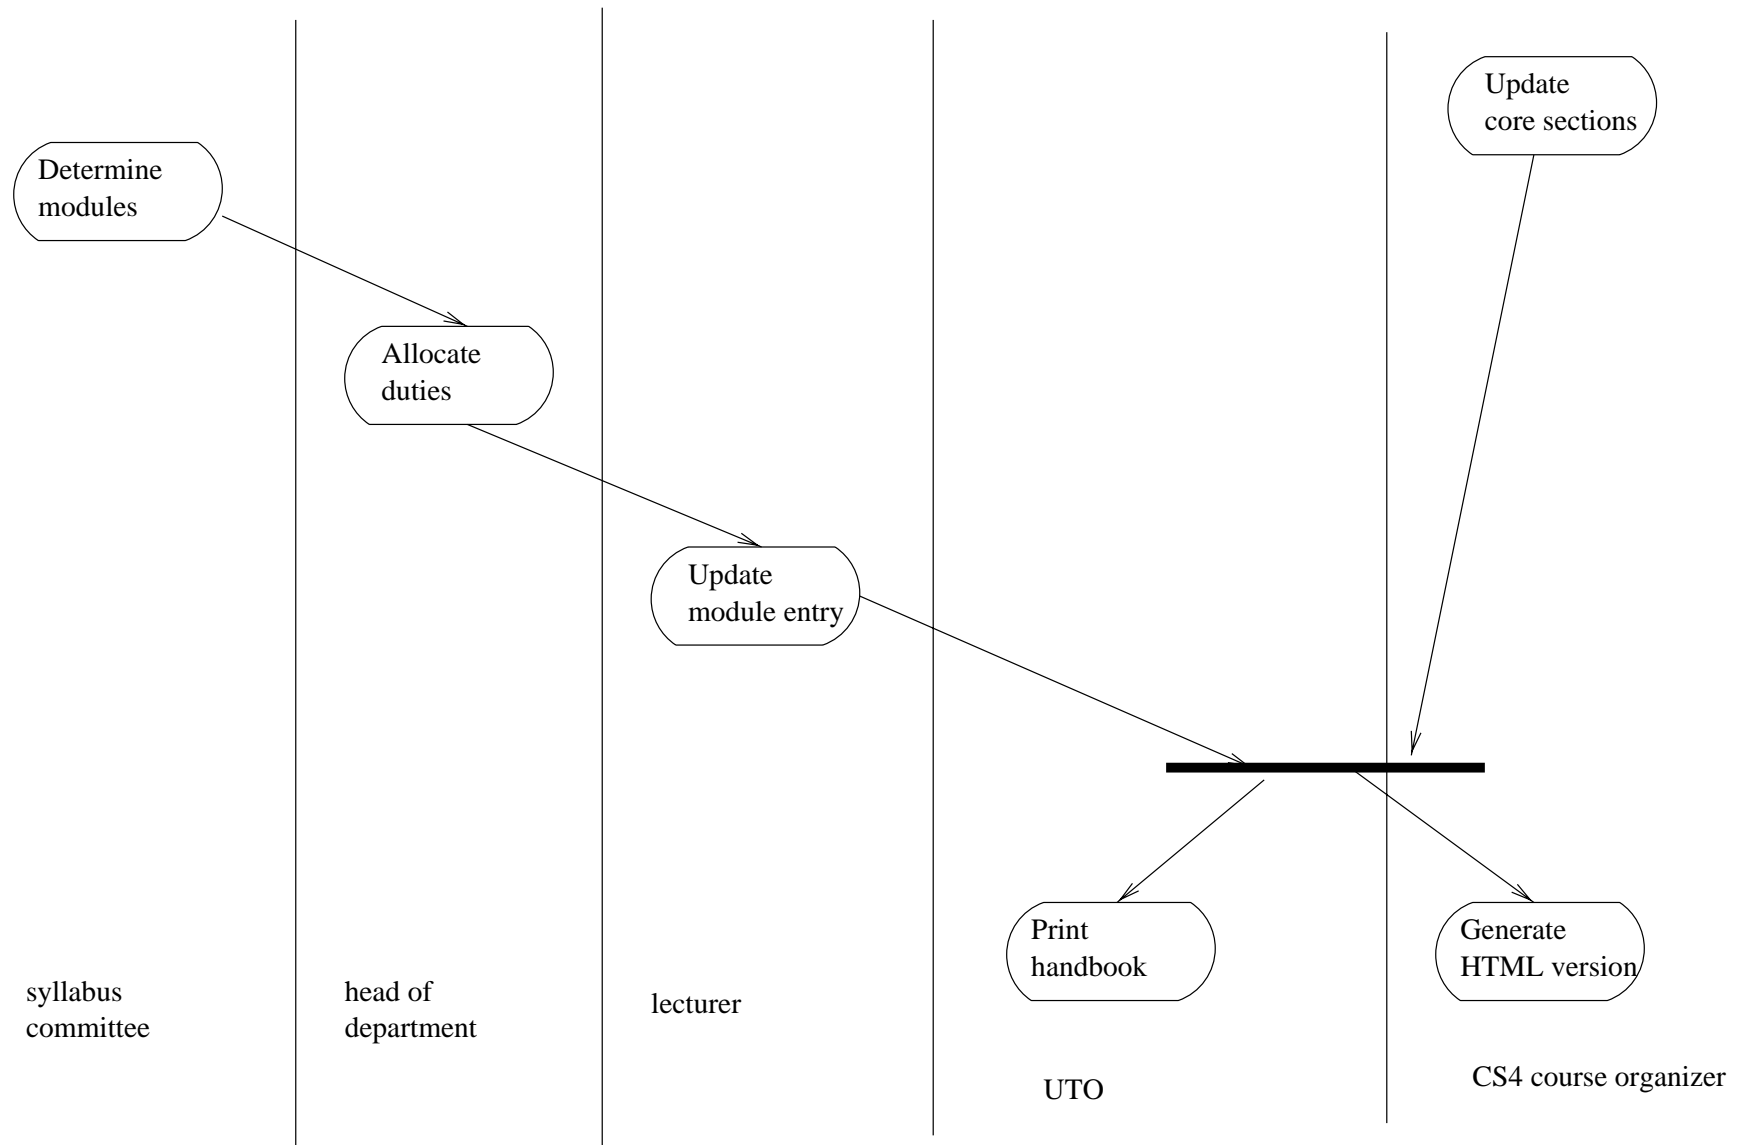 Update
core sections
Determine
modules
Allocate
duties
Update
module entry
Print
handbook
Generate
HTML version
syllabus
committee
head of
department
lecturer
UTO
CS4 course organizer